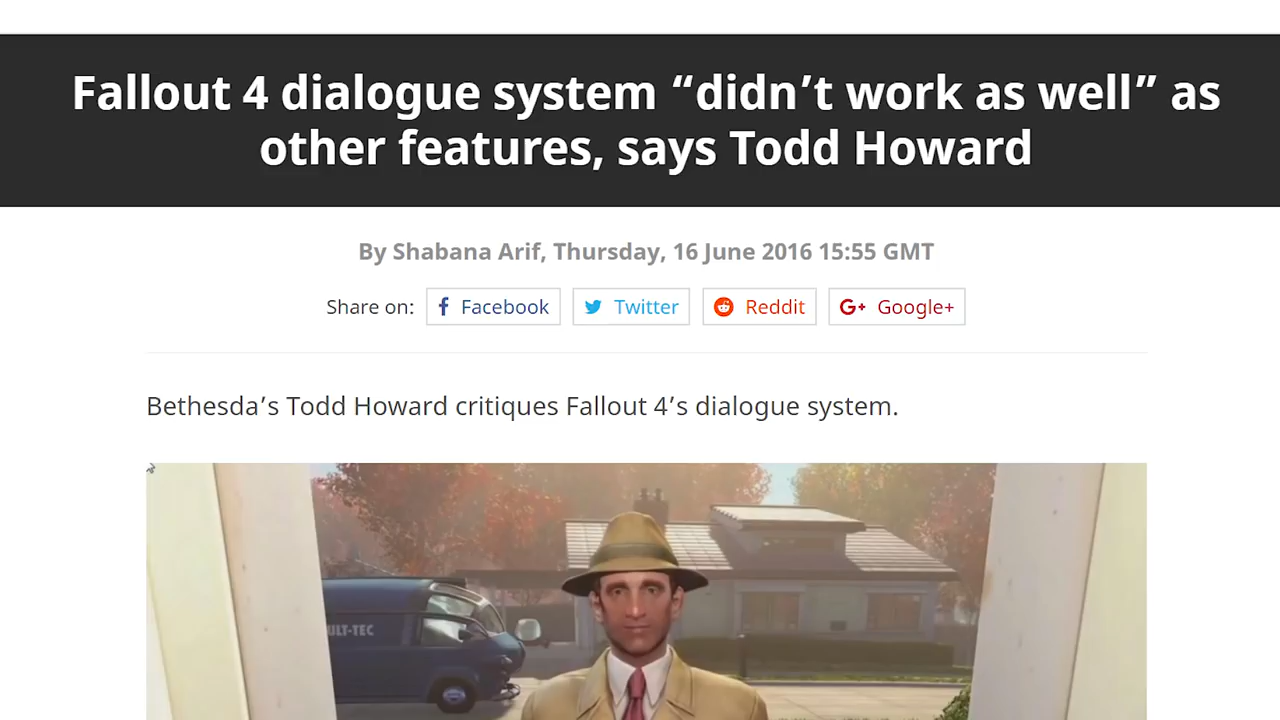 Fallout 4 dialogue system “didn’t work as well” as
other features, says Todd Howard
By Shabana Arif, Thursday, 16 June 2016 15:55 GMT
Share on: Facebook Twitter Reddit G+ Google+
Bethesda’s Todd Howard critiques Fallout 4’s dialogue system.
ULT-TEC